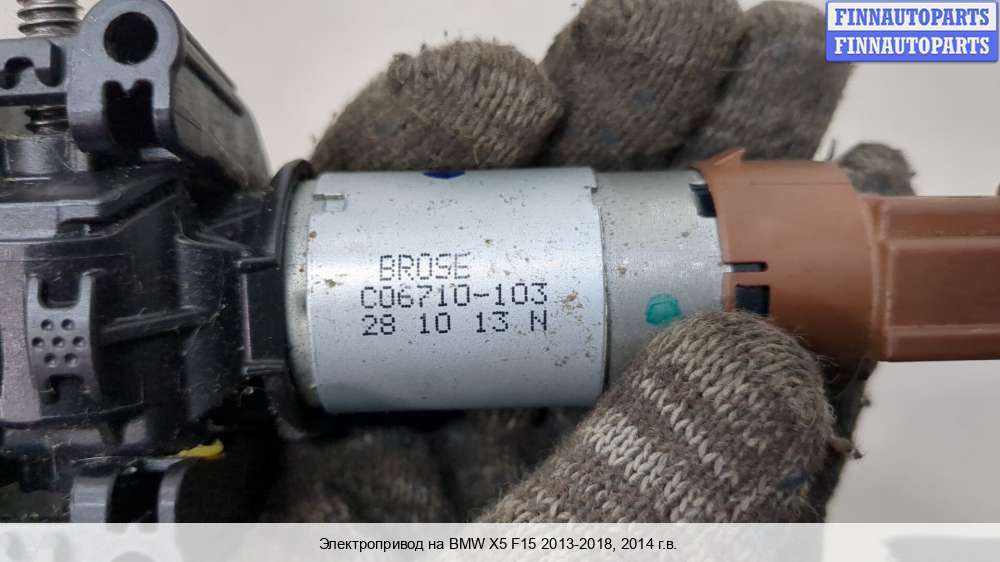 FINNAUTOPARTS
FINNAUTOPARTS
BROSE
C06710-103
28 10 13 N
Электропривод на BMW X5 F15 2013-2018, 2014 г.в.